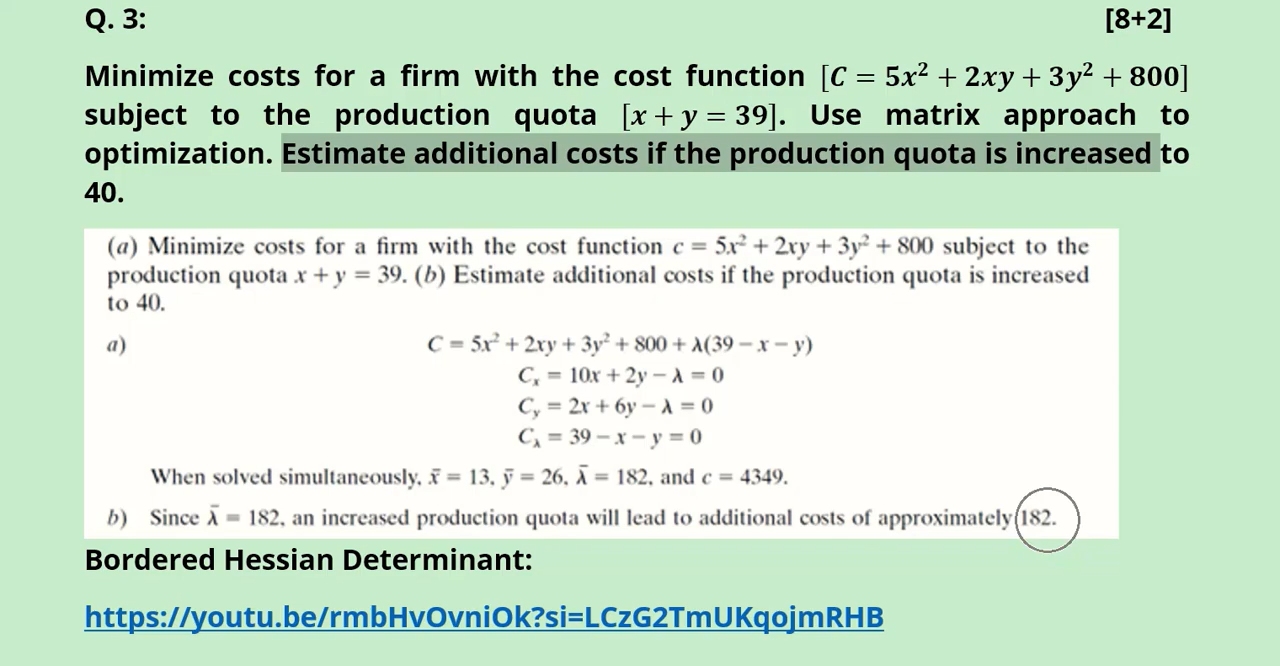 Q. 3: [8+2]
Minimize costs for a firm with the cost function [C = 5x² + 2xy + 3y² + 800]
subject to the production quota [x + y = 39]. Use matrix approach to
optimization. Estimate additional costs if the production quota is increased to
40.
(a) Minimize costs for a firm with the cost function c = 5x² + 2xy + 3y² + 800 subject to the
production quota x + y = 39. (b) Estimate additional costs if the production quota is increased
to 40.
a) C = 5x² + 2xy + 3y² + 800 + λ(39 − x − y)
Cₓ = 10x + 2y − λ = 0
C_y = 2x + 6y − λ = 0
C_λ = 39 − x − y = 0
When solved simultaneously, x̄ = 13, ȳ = 26, λ̄ = 182, and c = 4349.
b) Since λ̄ = 182, an increased production quota will lead to additional costs of approximately 182.
Bordered Hessian Determinant:
https://youtu.be/rmbHvOvniOk?si=LCzG2TmUKqojmRHB